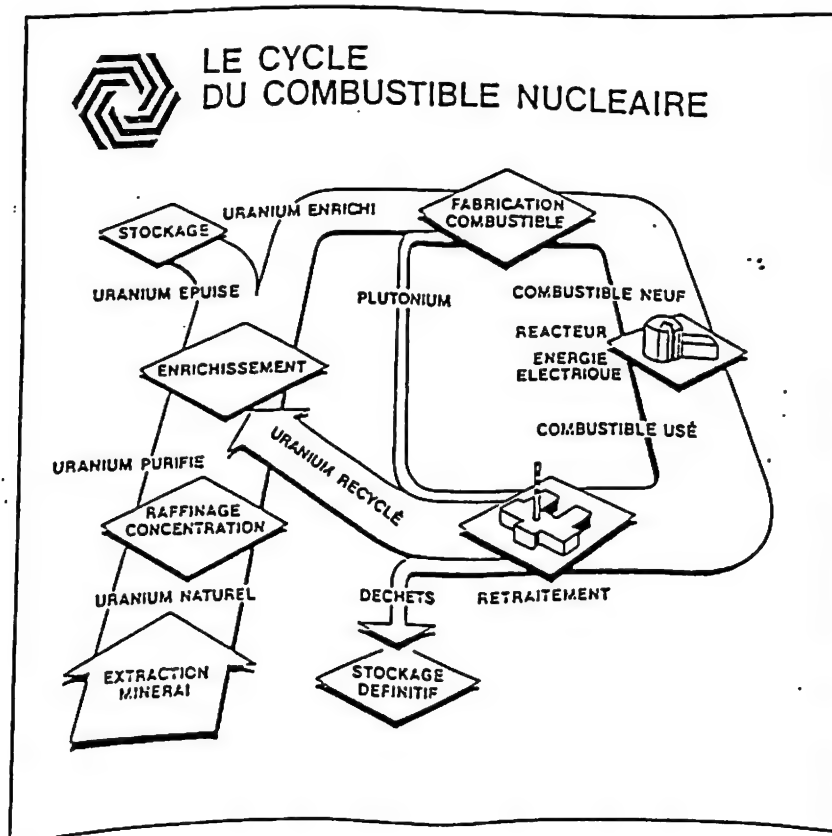 LE CYCLE
DU COMBUSTIBLE NUCLEAIRE
URANIUM ENRICHI
FABRICATION
COMBUSTIBLE
STOCKAGE
URANIUM EPUISE
PLUTONIUM
COMBUSTIBLE NEUF
REACTEUR
ENERGIE
ELECTRIQUE
ENRICHISSEMENT
COMBUSTIBLE USÉ
URANIUM RECYCLÉ
URANIUM PURIFIE
RAFFINAGE
CONCENTRATION
URANIUM NATUREL
DECHETS
RETRAITEMENT
EXTRACTION
MINERAI
STOCKAGE
DEFINITIF